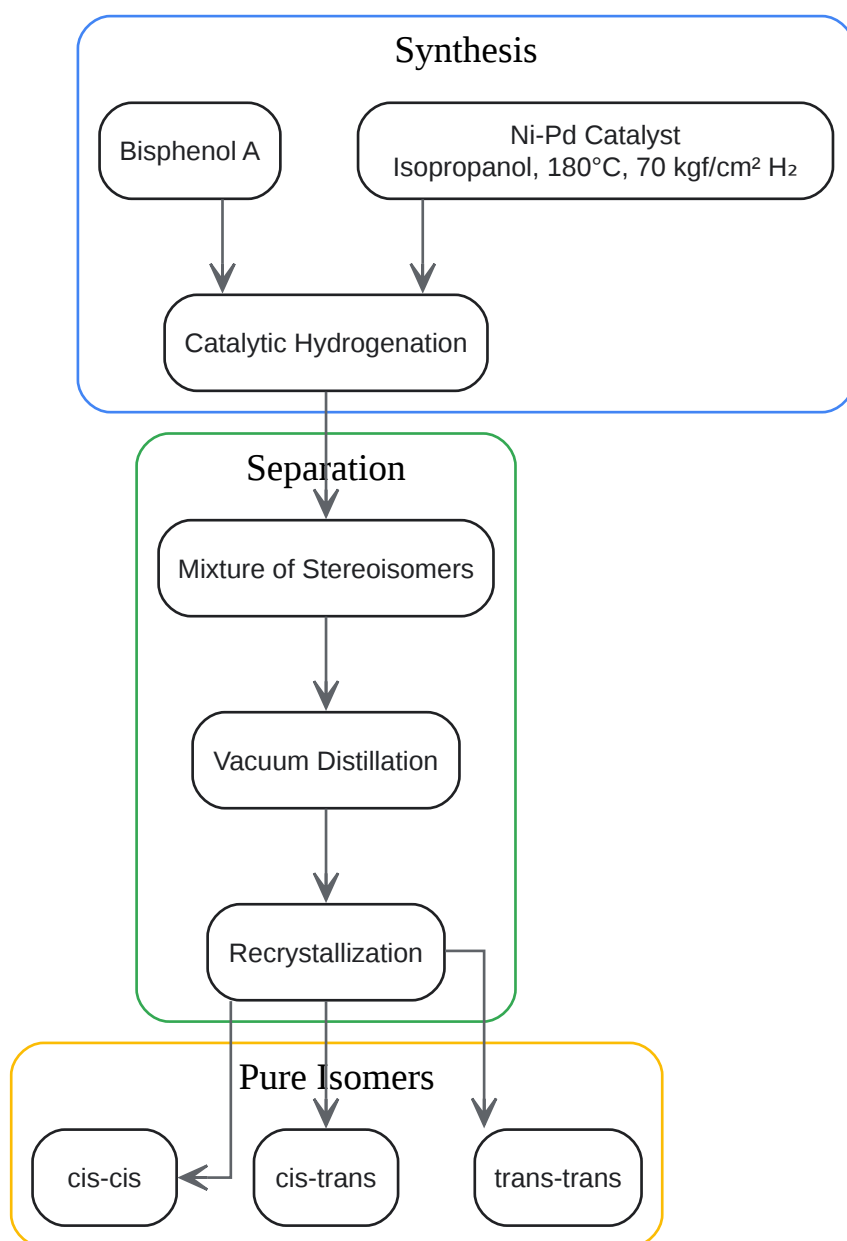 Synthesis
Bisphenol A
Ni-Pd Catalyst
Isopropanol, 180°C, 70 kgf/cm² H₂
Catalytic Hydrogenation
Separation
Mixture of Stereoisomers
Vacuum Distillation
Recrystallization
Pure Isomers
cis-cis
cis-trans
trans-trans